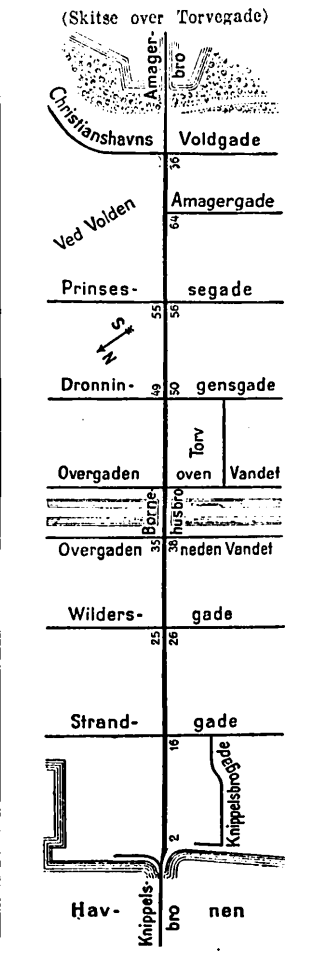 (Skitse over Torvegade)
Amager-
bro
Christianshavns Voldgade
36
Amagergade
64
Ved Volden
Prinses- segade
55 56
S
N
Dronnin- gensgade
49 50
Torv
Overgaden oven Vandet
Børne-
husbro
Overgaden neden Vandet
35 38
Wilders- gade
25 26
Strand- gade
16
Knippelsbrogade
2
Hav- nen
Knippels-
bro